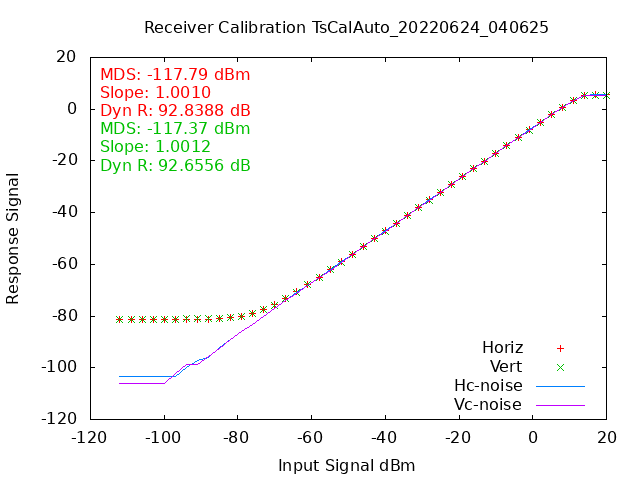 Receiver Calibration TsCalAuto_20220624_040625
MDS: -117.79 dBm
Slope: 1.0010
Dyn R: 92.8388 dB
MDS: -117.37 dBm
Slope: 1.0012
Dyn R: 92.6556 dB
20
0
-20
-40
-60
-80
-100
-120
Response Signal
Horiz
Vert
Hc-noise
Vc-noise
-120 -100 -80 -60 -40 -20 0 20
Input Signal dBm